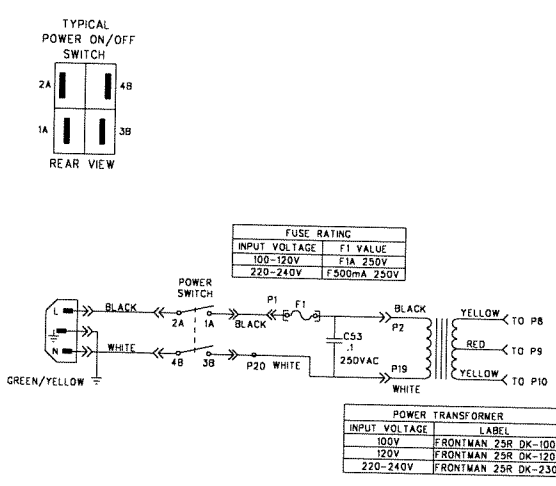 TYPICAL
POWER ON/OFF
SWITCH
2A 4B
1A 3B
REAR VIEW
FUSE RATING
INPUT VOLTAGE F1 VALUE
100-120V F1A 250V
220-240V F500mA 250V
POWER
SWITCH
L BLACK 2A 1A BLACK P1 F1 BLACK P2 YELLOW TO P8
C53
.1
250VAC
RED TO P9
N WHITE 4B 3B P20 WHITE P19 WHITE YELLOW TO P10
GREEN/YELLOW
POWER TRANSFORMER
INPUT VOLTAGE LABEL
100V FRONTMAN 25R DK-100
120V FRONTMAN 25R DK-120
220-240V FRONTMAN 25R DK-230